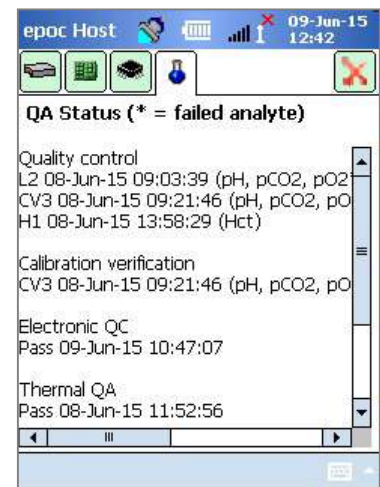 epoc Host
09-Jun-15
12:42
QA Status (* = failed analyte)
Quality control
L2 08-Jun-15 09:03:39 (pH, pCO2, pO2
CV3 08-Jun-15 09:21:46 (pH, pCO2, pO
H1 08-Jun-15 13:58:29 (Hct)
Calibration verification
CV3 08-Jun-15 09:21:46 (pH, pCO2, pO
Electronic QC
Pass 09-Jun-15 10:47:07
Thermal QA
Pass 08-Jun-15 11:52:56